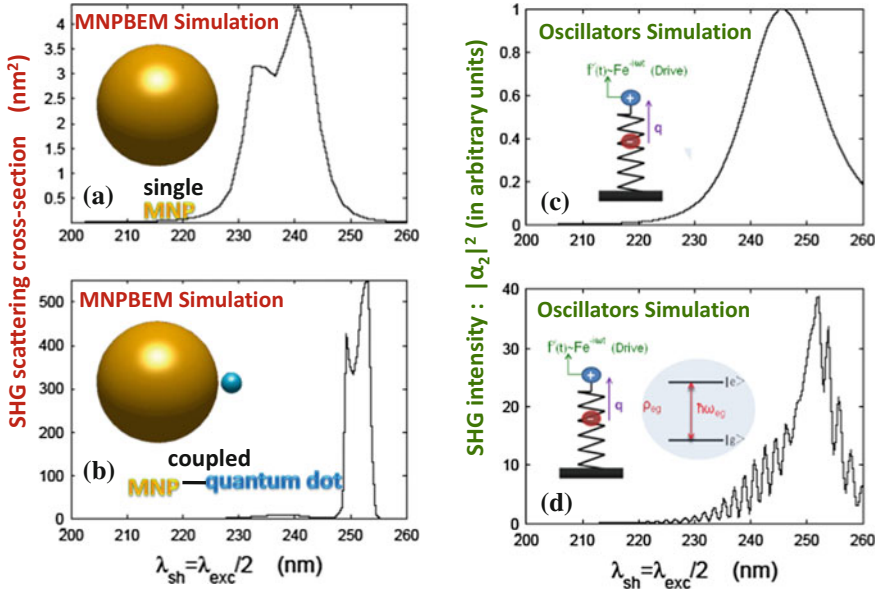 SHG scattering cross-section (nm²)
MNPBEM Simulation
4
3.5
3
2.5
2
1.5
1
0.5
(a)
single
MNP
200 210 220 230 240 250 260
MNPBEM Simulation
500
400
300
200
100
0
(b)
coupled
MNP quantum dot
200 210 220 230 240 250 260
λsh=λexc/2 (nm)
SHG intensity : |α₂|² (in arbitrary units)
Oscillators Simulation
1
0.8
0.6
0.4
0.2
0
f'(t)~Fe^-iωt (Drive)
+
q
(c)
200 210 220 230 240 250 260
Oscillators Simulation
40
30
20
10
0
f'(t)~Fe^-iωt (Drive)
+
q
|e>
ρeg
ħωeg
|g>
(d)
200 210 220 230 240 250 260
λsh=λexc/2 (nm)